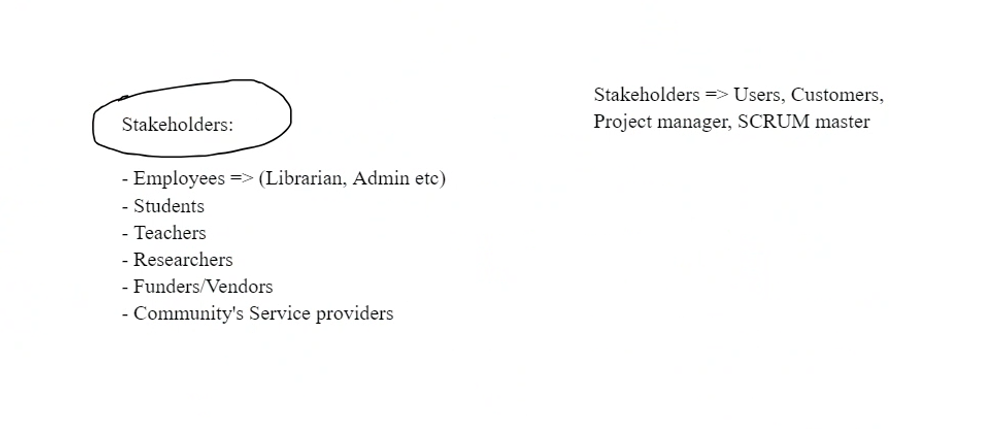 Stakeholders:
- Employees => (Librarian, Admin etc)
- Students
- Teachers
- Researchers
- Funders/Vendors
- Community's Service providers
Stakeholders => Users, Customers,
Project manager, SCRUM master